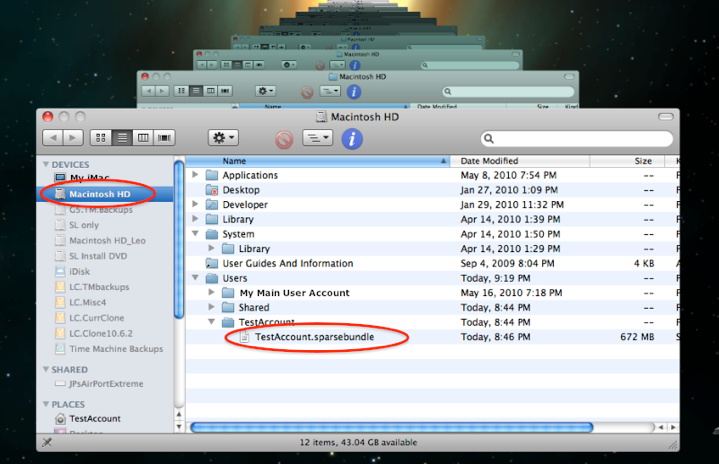 Macintosh HD
Macintosh HD
Macintosh HD
Name Date Modified Size Kind
Macintosh HD
Name Date Modified Size K
DEVICES
My iMac
Macintosh HD
G5.TM.Backups
SL only
Macintosh HD_Leo
SL Install DVD
iDisk
LC.TMbackups
LC.Misc4
LC.CurrClone
LC.Clone10.6.2
Time Machine Backups
SHARED
JPsAirPortExtreme
PLACES
TestAccount
Desktop
Applications May 8, 2010 7:54 PM --
Desktop Jan 27, 2010 1:09 PM --
Developer Jan 29, 2010 11:32 PM --
Library Apr 14, 2010 1:39 PM --
System Apr 14, 2010 1:50 PM --
Library Apr 14, 2010 1:29 PM --
User Guides And Information Sep 4, 2009 8:04 PM 4 KB
Users Today, 9:19 PM --
My Main User Account May 16, 2010 7:18 PM --
Shared Today, 8:44 PM --
TestAccount Today, 8:44 PM --
TestAccount.sparsebundle Today, 8:46 PM 672 MB
12 items, 43.04 GB available